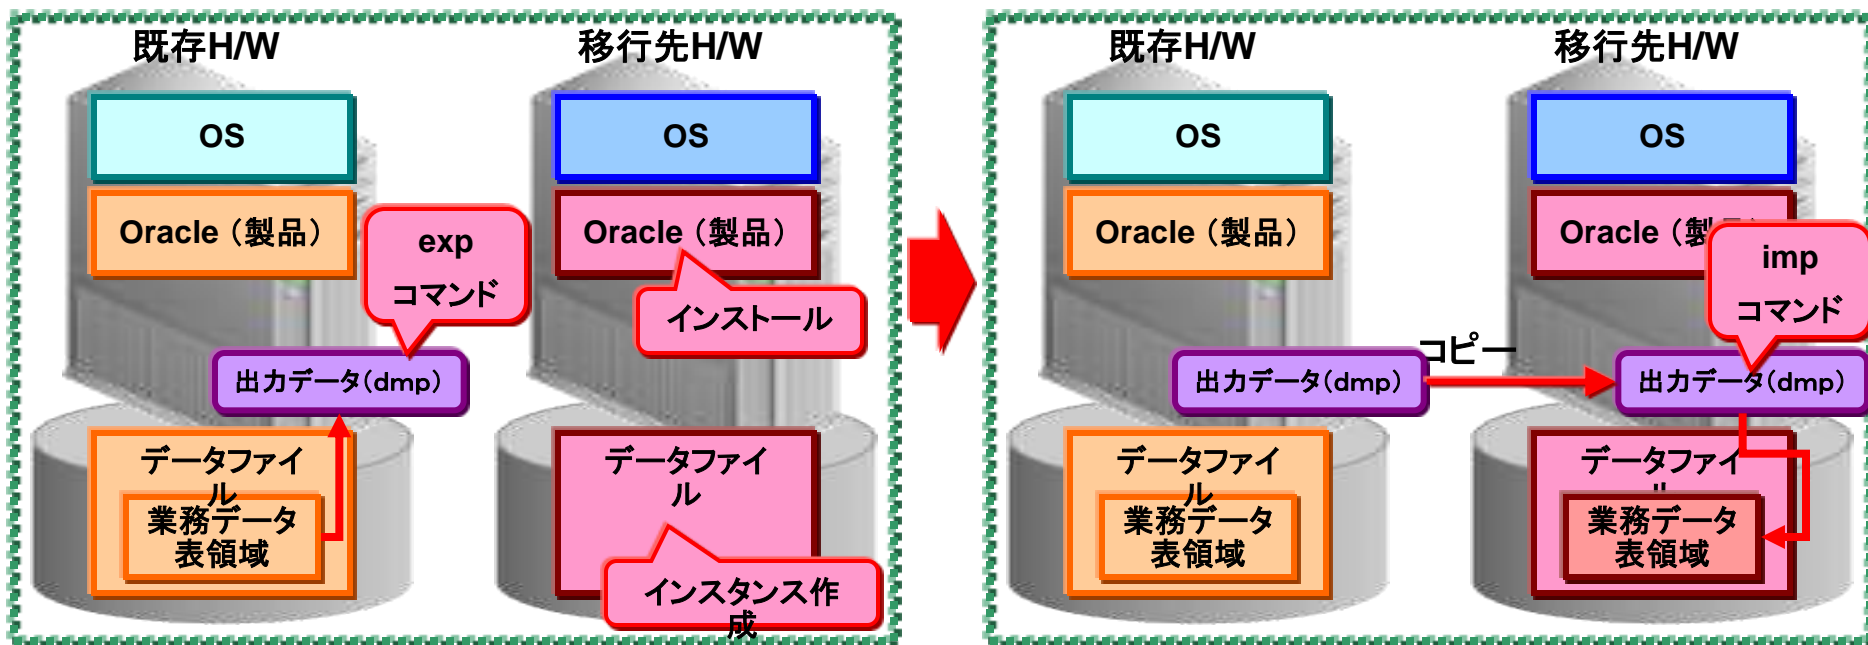 既存H/W
OS
Oracle（製品）
exp
コマンド
出力データ(dmp)
データファイ
ル
業務データ
表領域
移行先H/W
OS
Oracle（製品）
インストール
データファイ
ル
インスタンス作
成
既存H/W
OS
Oracle（製品）
出力データ(dmp)
コピー
データファイ
ル
業務データ
表領域
移行先H/W
OS
Oracle（製
imp
コマンド
出力データ(dmp)
データファイ
業務データ
表領域